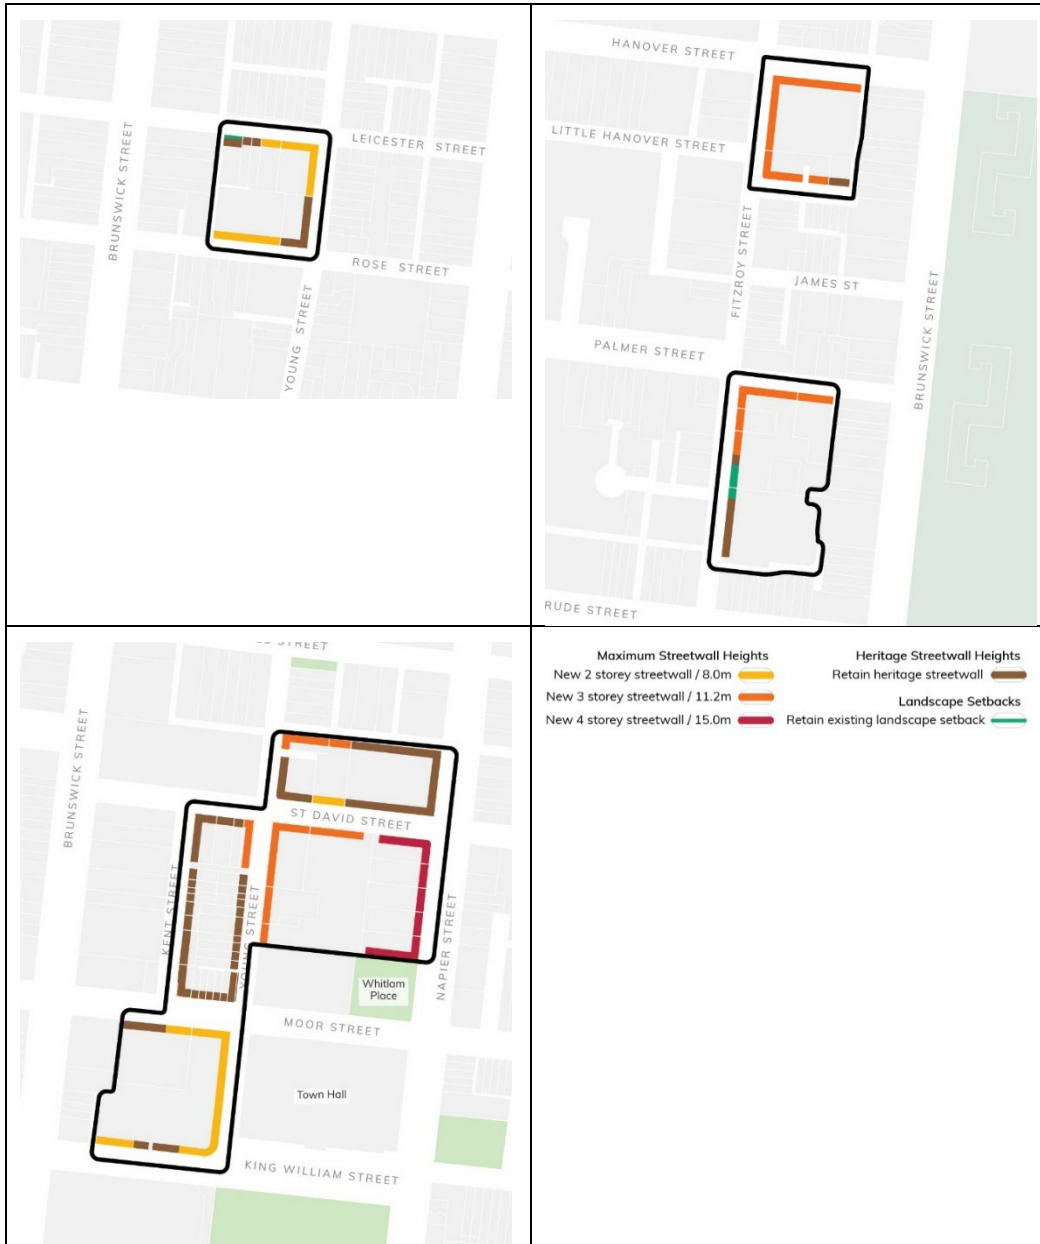 LEICESTER STREET
BRUNSWICK STREET
ROSE STREET
YOUNG STREET
HANOVER STREET
LITTLE HANOVER STREET
FITZROY STREET
JAMES ST
BRUNSWICK STREET
PALMER STREET
RUDE STREET
STREET
BRUNSWICK STREET
ST DAVID STREET
KENT STREET
YOUNG STREET
NAPIER STREET
Whitlam
Place
MOOR STREET
Town Hall
KING WILLIAM STREET
Maximum Streetwall Heights
New 2 storey streetwall / 8.0m
New 3 storey streetwall / 11.2m
New 4 storey streetwall / 15.0m
Heritage Streetwall Heights
Retain heritage streetwall
Landscape Setbacks
Retain existing landscape setback